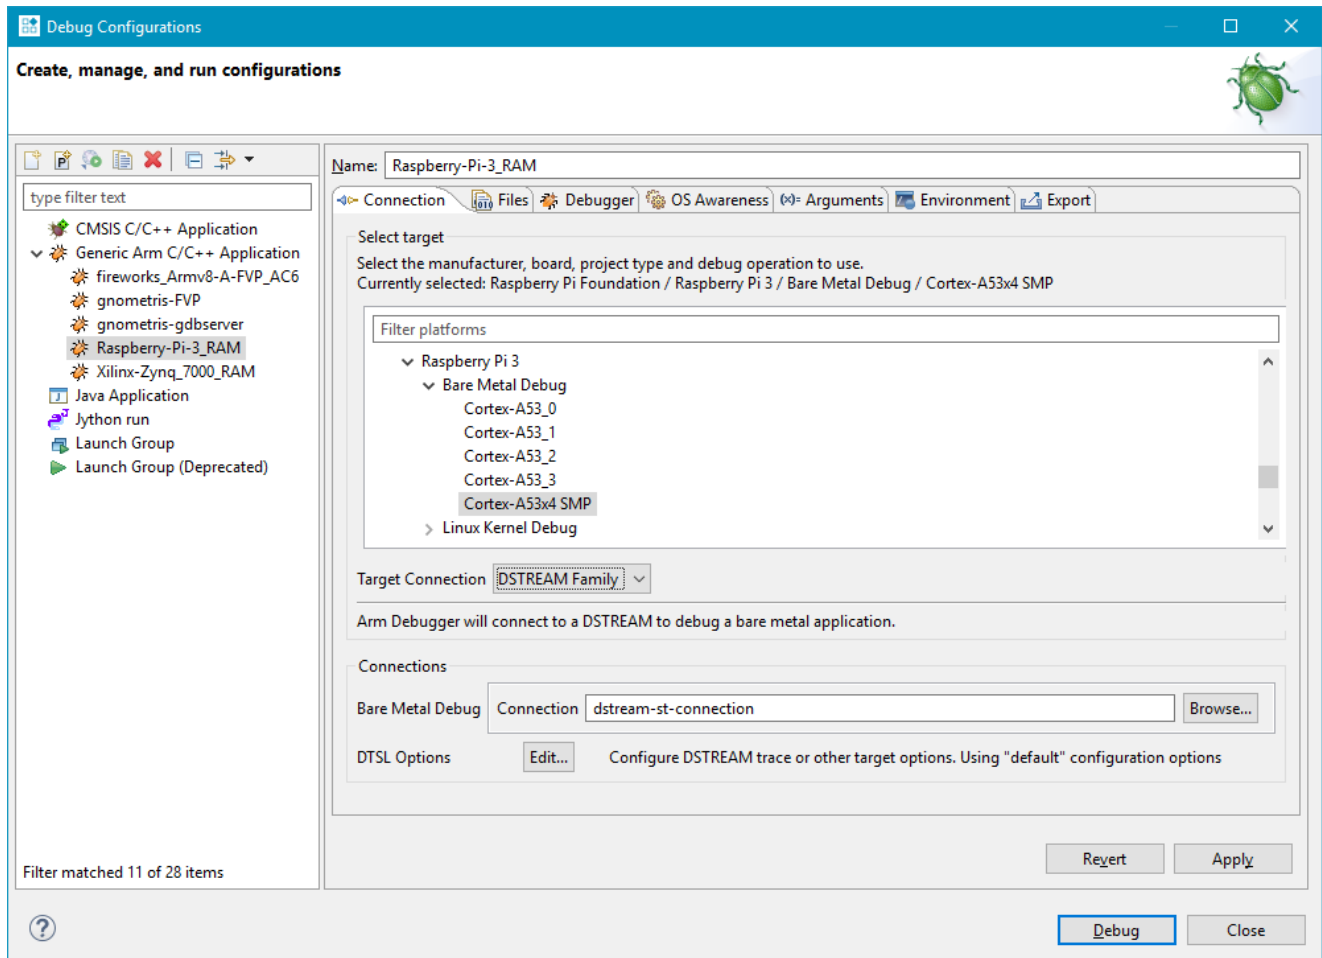 Debug Configurations
Create, manage, and run configurations
type filter text
CMSIS C/C++ Application
Generic Arm C/C++ Application
fireworks_Armv8-A-FVP_AC6
gnometris-FVP
gnometris-gdbserver
Raspberry-Pi-3_RAM
Xilinx-Zynq_7000_RAM
Java Application
Jython run
Launch Group
Launch Group (Deprecated)
Filter matched 11 of 28 items
Name: Raspberry-Pi-3_RAM
Connection Files Debugger OS Awareness (x)= Arguments Environment Export
Select target
Select the manufacturer, board, project type and debug operation to use.
Currently selected: Raspberry Pi Foundation / Raspberry Pi 3 / Bare Metal Debug / Cortex-A53x4 SMP
Filter platforms
Raspberry Pi 3
Bare Metal Debug
Cortex-A53_0
Cortex-A53_1
Cortex-A53_2
Cortex-A53_3
Cortex-A53x4 SMP
Linux Kernel Debug
Target Connection DSTREAM Family
Arm Debugger will connect to a DSTREAM to debug a bare metal application.
Connections
Bare Metal Debug Connection dstream-st-connection Browse...
DTSL Options Edit... Configure DSTREAM trace or other target options. Using "default" configuration options
Revert Apply
Debug Close